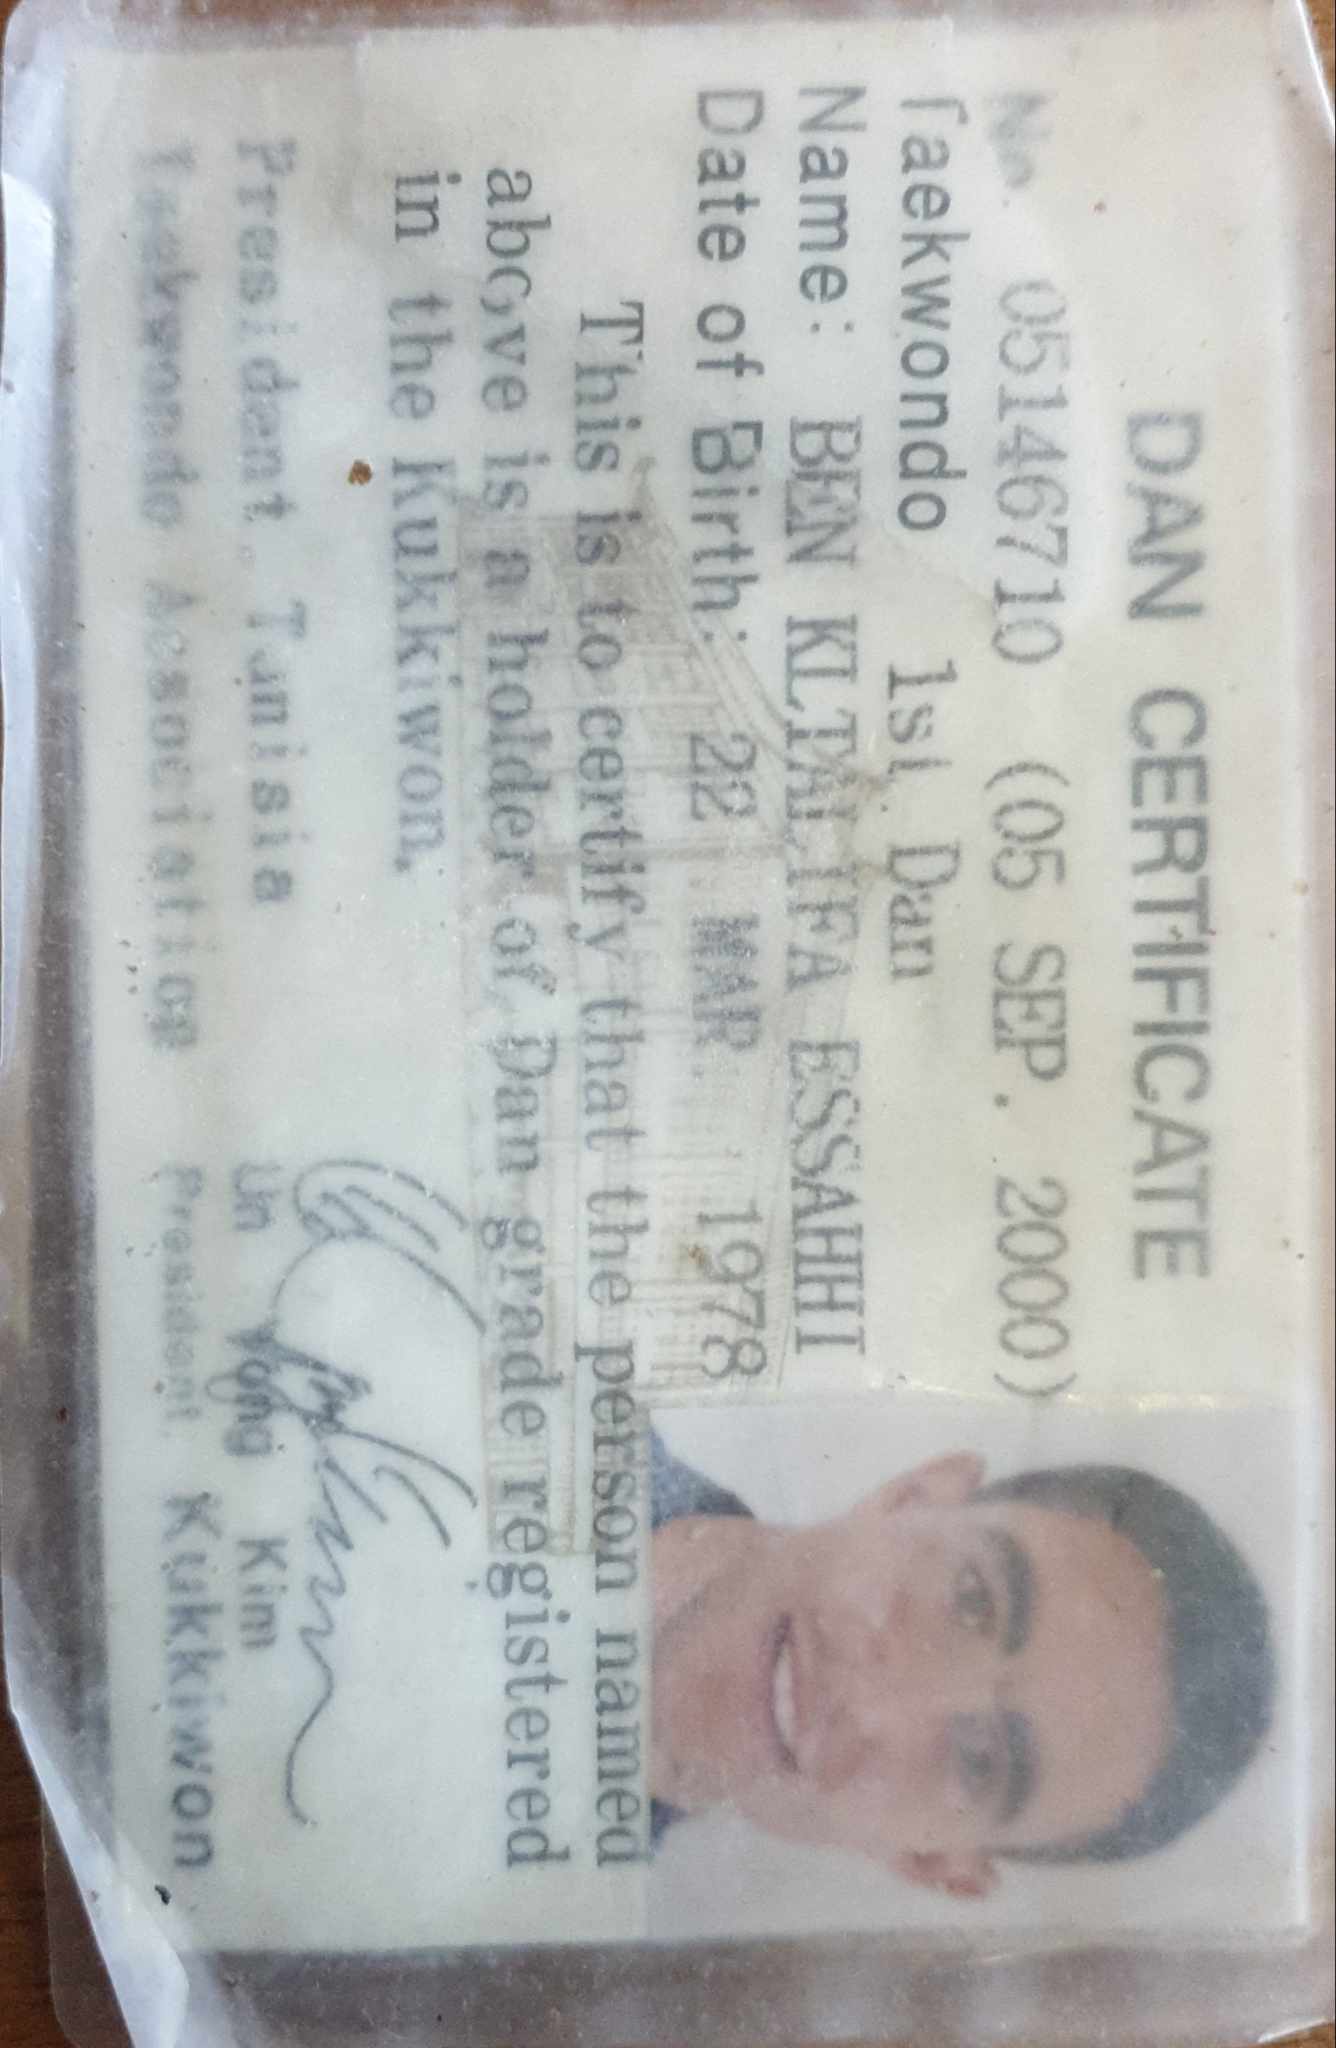 DAN CERTIFICATE
No. 05146710 (05 SEP. 2000)
Taekwondo 1st Dan
Name: BEN KLTALIFA ESSAHHI
Date of Birth: 22 MAR. 1978
This is to certify that the person named
above is a holder of Dan grade registered
in the Kukkiwon.
President. Tunisia
Taekwondo Association
Un Yong Kim
President. Kukkiwon